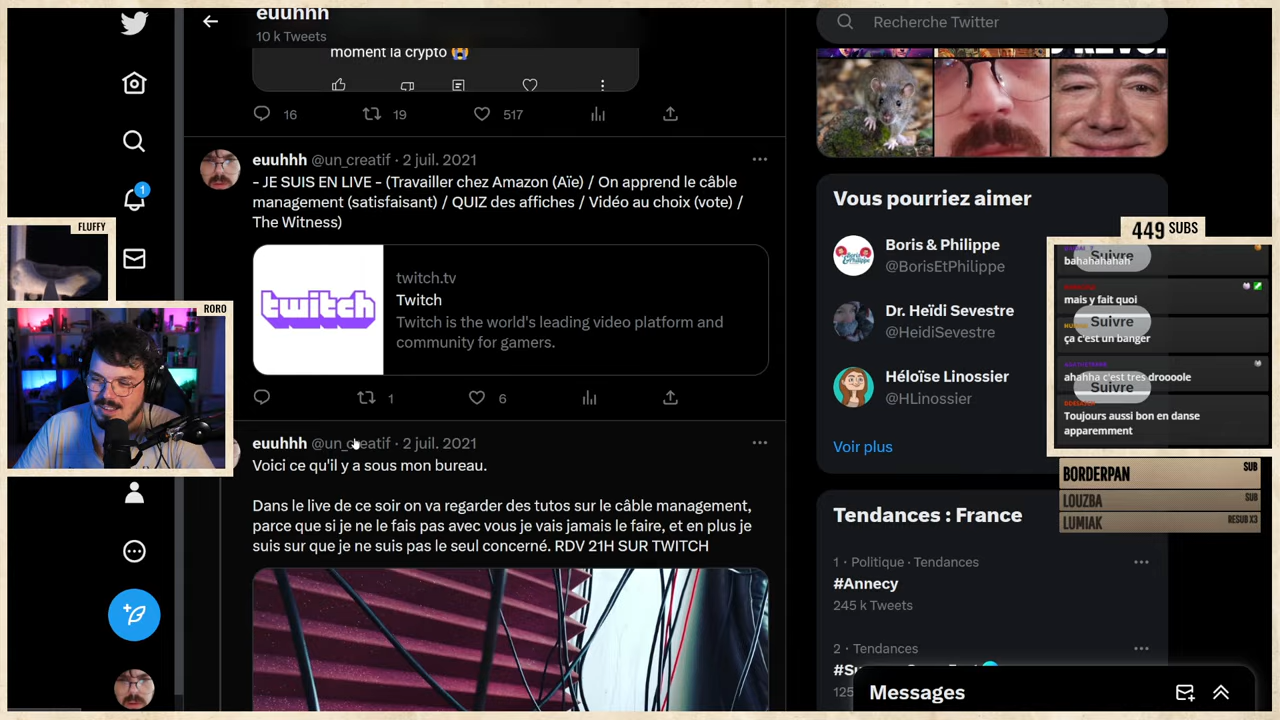 euuhhh
10 k Tweets
moment la crypto
16
19
517
euuhhh @un_creatif · 2 juil. 2021
- JE SUIS EN LIVE - (Travailler chez Amazon (Aïe) / On apprend le câble
management (satisfaisant) / QUIZ des affiches / Vidéo au choix (vote) /
The Witness)
twitch
twitch.tv
Twitch
Twitch is the world's leading video platform and
community for gamers.
1
6
euuhhh @un_creatif · 2 juil. 2021
Voici ce qu'il y a sous mon bureau.
Dans le live de ce soir on va regarder des tutos sur le câble management,
parce que si je ne le fais pas avec vous je vais jamais le faire, et en plus je
suis sur que je ne suis pas le seul concerné. RDV 21H SUR TWITCH
1
FLUFFY
RORO
Recherche Twitter
Vous pourriez aimer
Boris & Philippe
@BorisEtPhilippe
Suivre
Dr. Heïdi Sevestre
@HeidiSevestre
Suivre
Héloïse Linossier
@HLinossier
Suivre
Voir plus
449 SUBS
bahahahahah
mais y fait quoi
ça c'est un banger
ahahha c'est tres droooole
Toujours aussi bon en danse
apparemment
BORDERPAN SUB
LOUZBA SUB
LUMIAK RESUB X3
Tendances : France
1 · Politique · Tendances
#Annecy
245 k Tweets
2 · Tendances
Messages